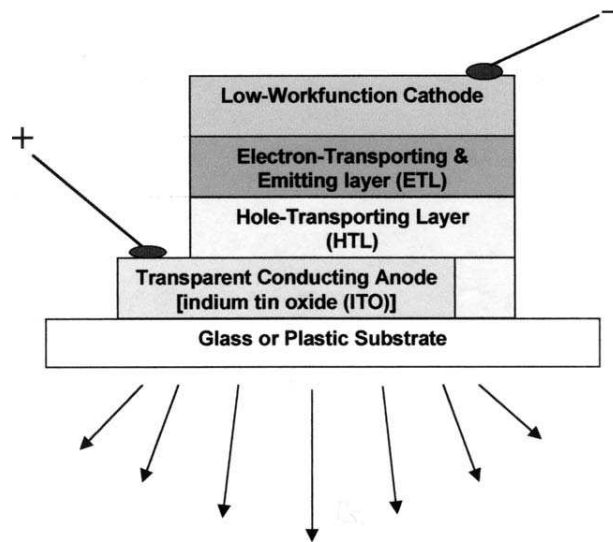 −
Low-Workfunction Cathode
+
Electron-Transporting &
Emitting layer (ETL)
Hole-Transporting Layer
(HTL)
Transparent Conducting Anode
[indium tin oxide (ITO)]
Glass or Plastic Substrate